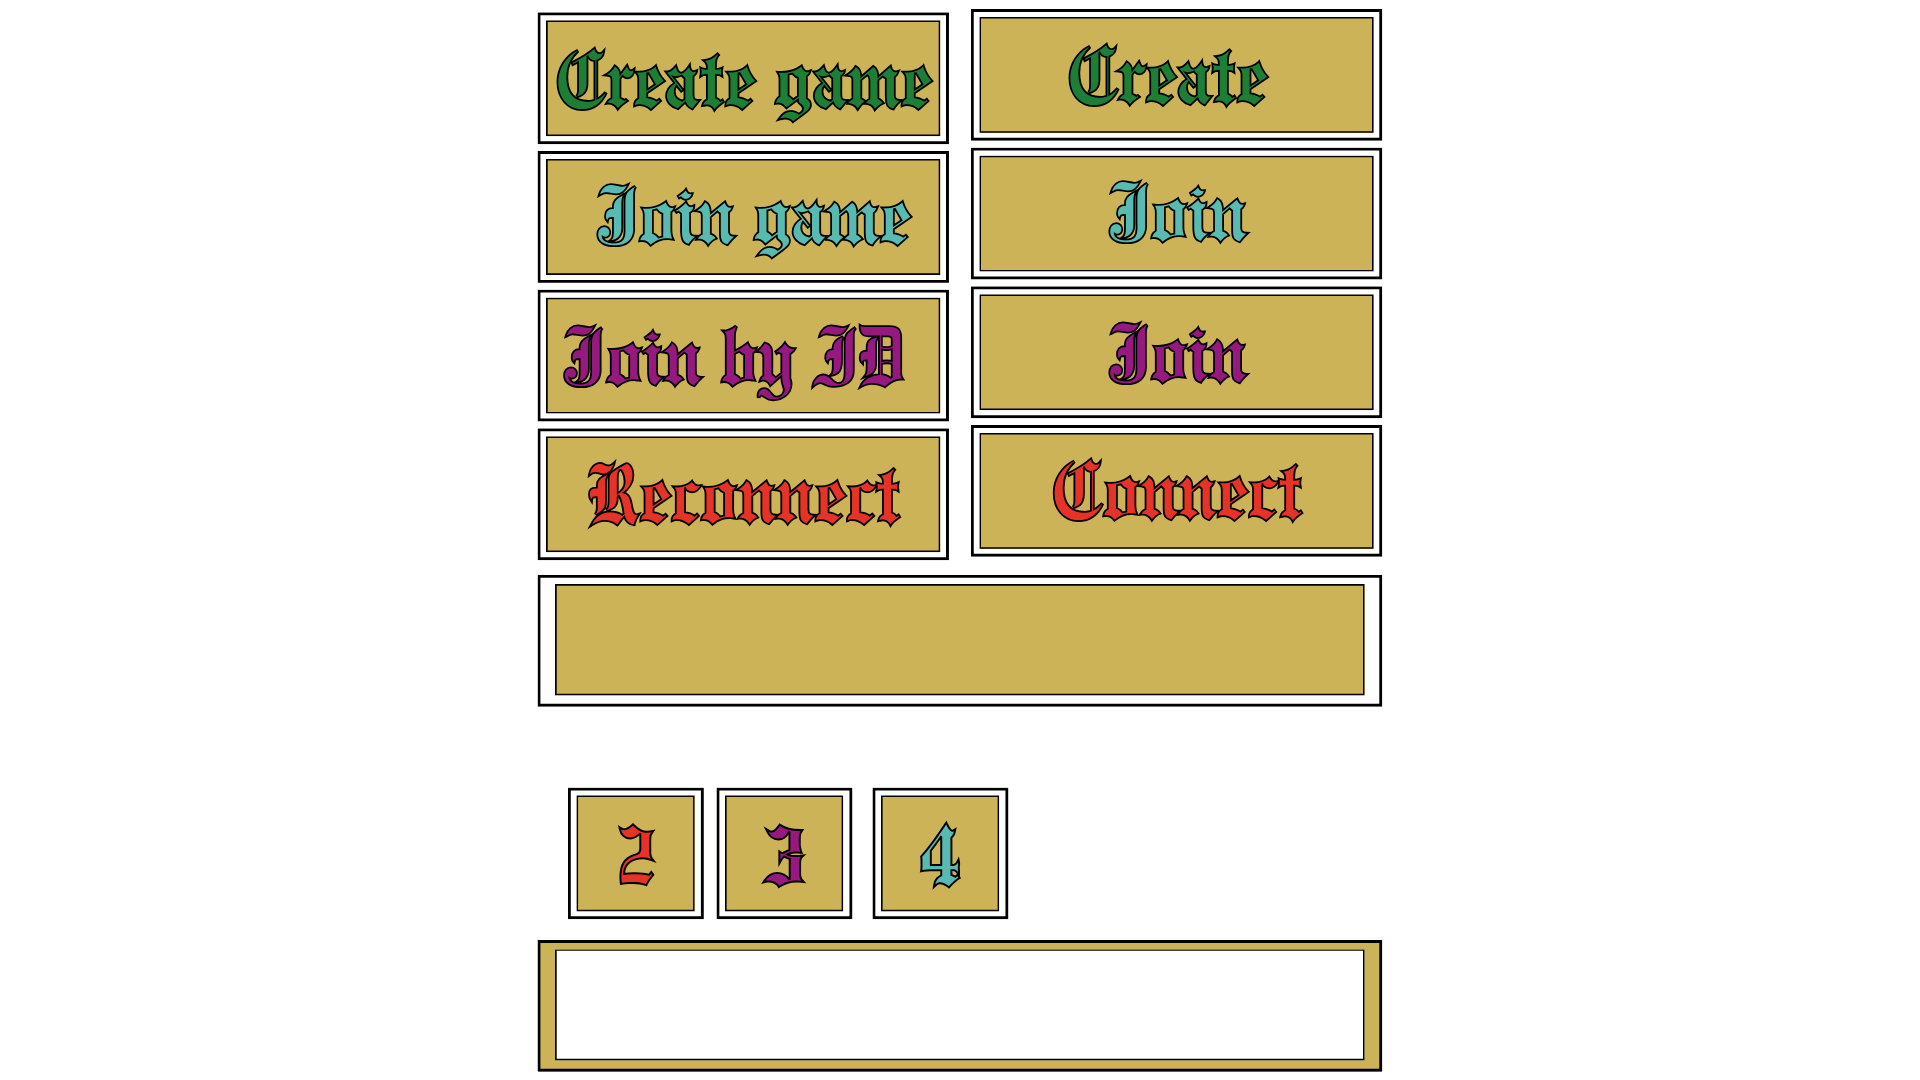 Create game
Create
Join game
Join
Join by ID
Join
Reconnect
Connect
2 3 4